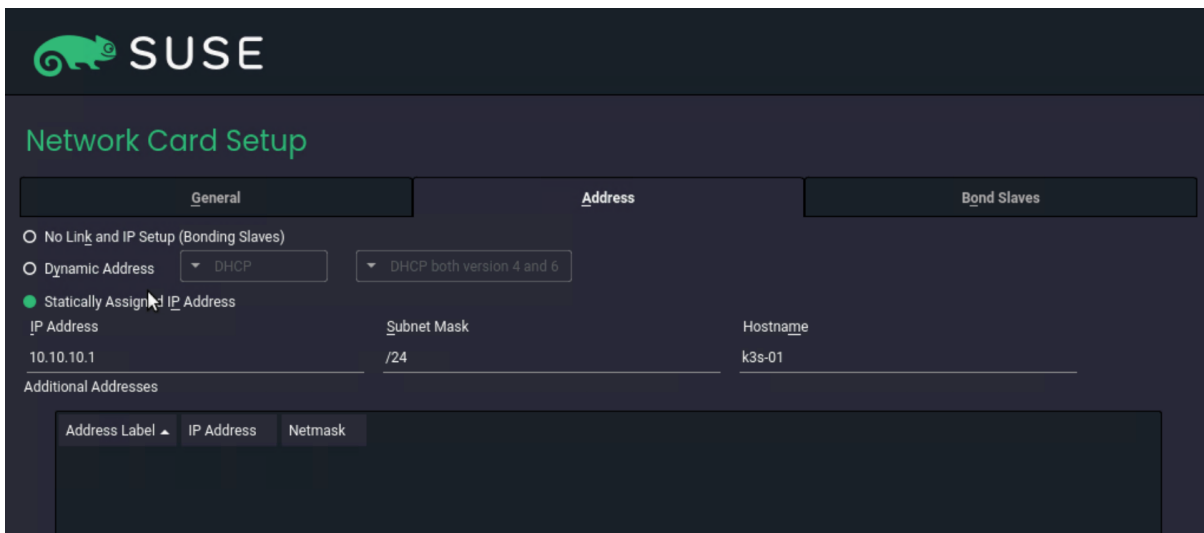 SUSE
Network Card Setup
General Address Bond Slaves
No Link and IP Setup (Bonding Slaves)
Dynamic Address DHCP DHCP both version 4 and 6
Statically Assigned IP Address
IP Address Subnet Mask Hostname
10.10.10.1 /24 k3s-01
Additional Addresses
Address Label IP Address Netmask